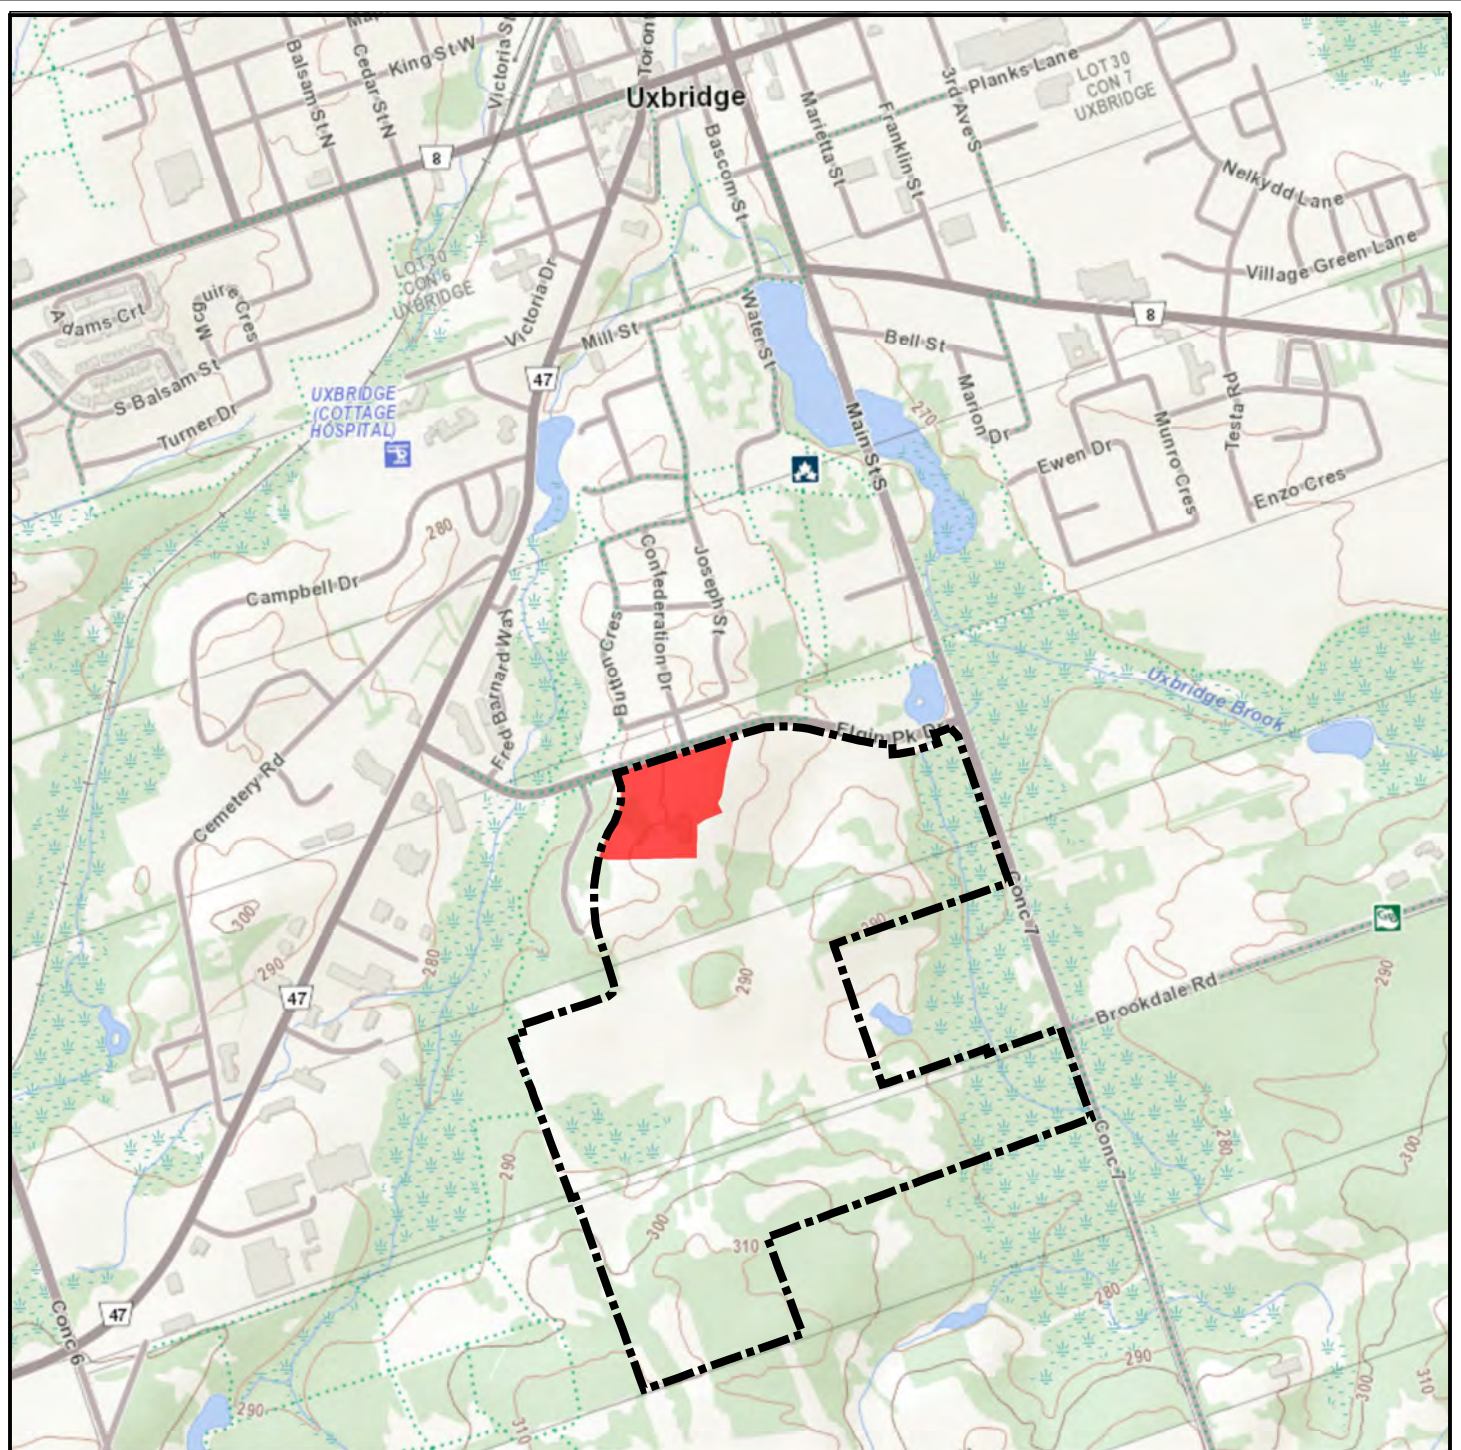 King St W
Victoria St
Toron
Balsam St N
Cedar St N
Uxbridge
Planks Lane
LOT 30
CON 7
UXBRIDGE
3rd Ave S
Marietta St
Franklin St
Bascom St
8
Nelkydd Lane
Village Green Lane
LOT 30
CON 6
UXBRIDGE
Victoria Dr
Adams Crt
Mcguire Cres
Mill St
Water St
Bell St
8
S Balsam St
Turner Dr
47
UXBRIDGE
(COTTAGE
HOSPITAL)
Main St S
270
Marion Dr
Ewen Dr
Munro Cres
Testa Rd
Enzo Cres
280
Campbell Dr
Confederation Dr
Joseph St
Button Cres
Fred Barnard Way
Uxbridge Brook
Elgin Pk Dr
Cemetery Rd
300
290
280
47
290
290
Conc 7
Brookdale Rd
290
290
300
310
Conc 7
280
300
280
47
Conc 6
290
310
290
300
310